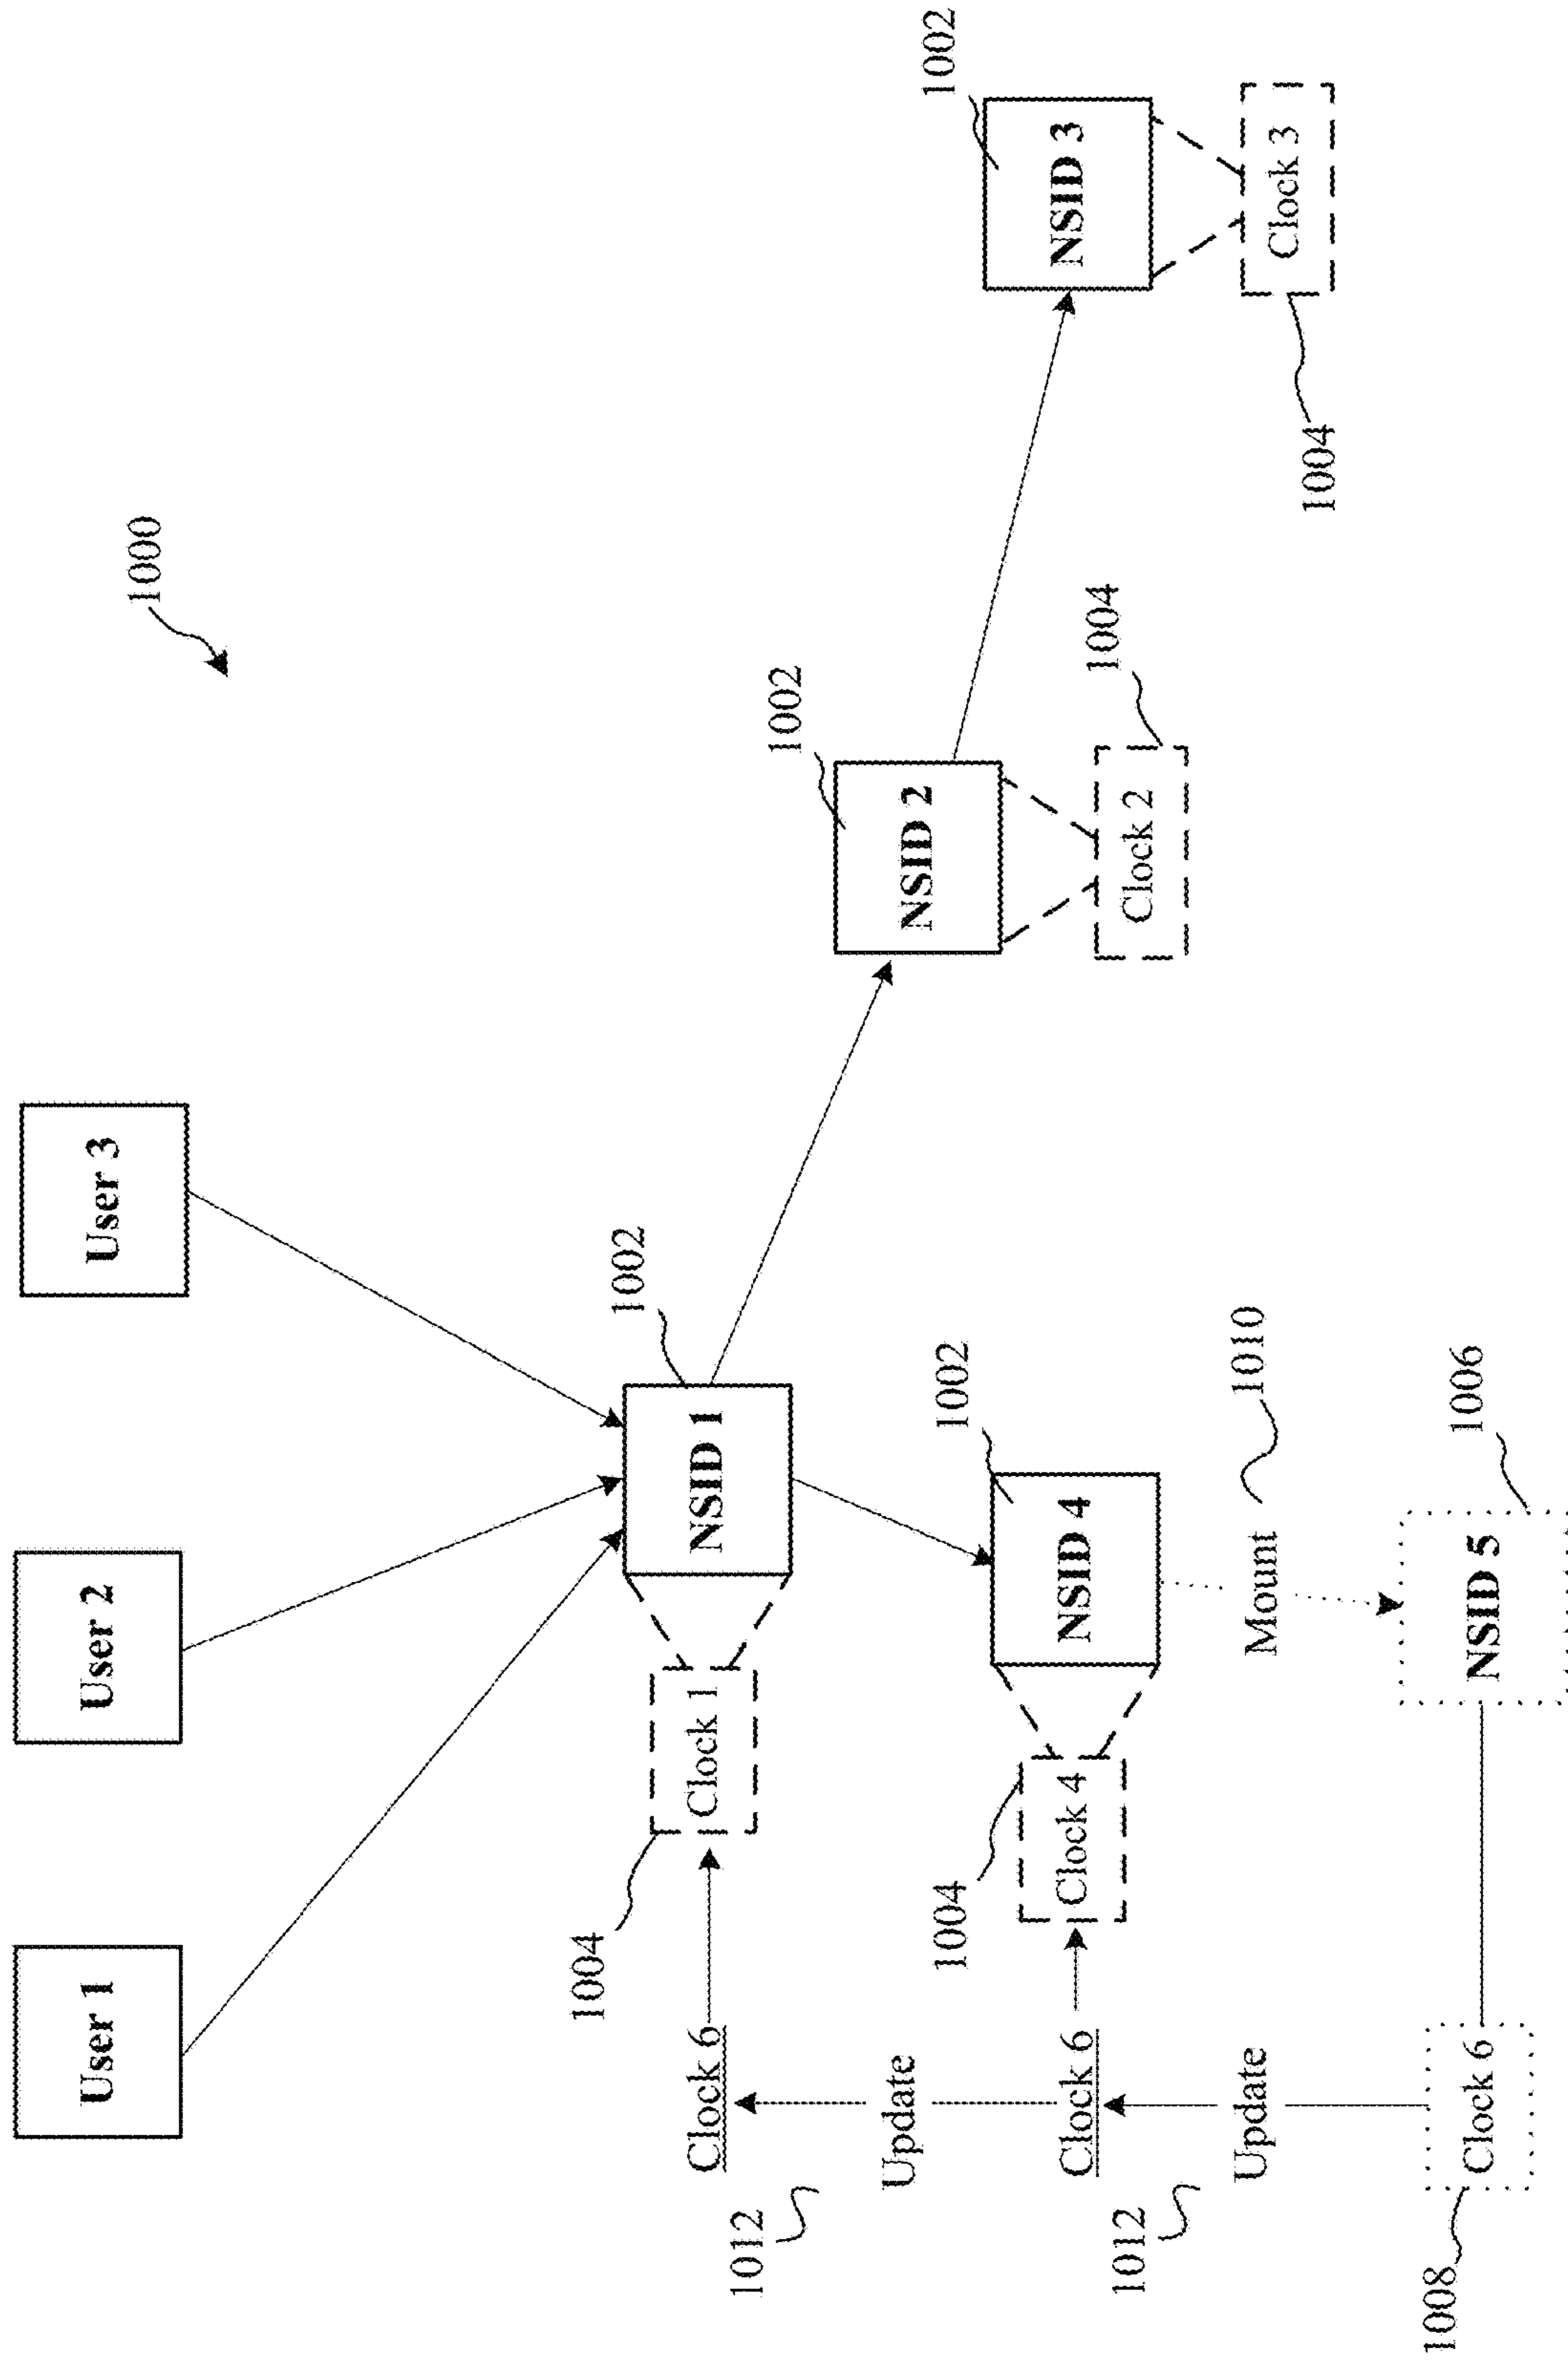 1000
User 1
User 2
User 3
1002
1004
Clock 6
Clock 1
NSID 1
1012
Update
1002
NSID 2
1004
Clock 2
1002
NSID 3
1004
Clock 3
1004
1002
Clock 6
Clock 4
NSID 4
1012
Update
Mount
1010
1006
1008
Clock 6
NSID 5